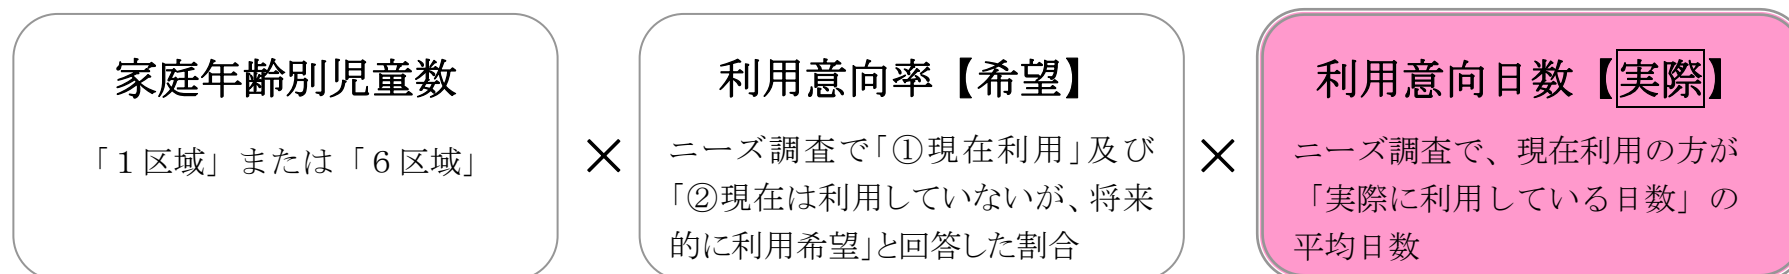 家庭年齢別児童数
「１区域」または「６区域」
×
利用意向率【希望】
ニーズ調査で「①現在利用」及び
「②現在は利用していないが、将来
的に利用希望」と回答した割合
×
利用意向日数【実際】
ニーズ調査で、現在利用の方が
「実際に利用している日数」の
平均日数